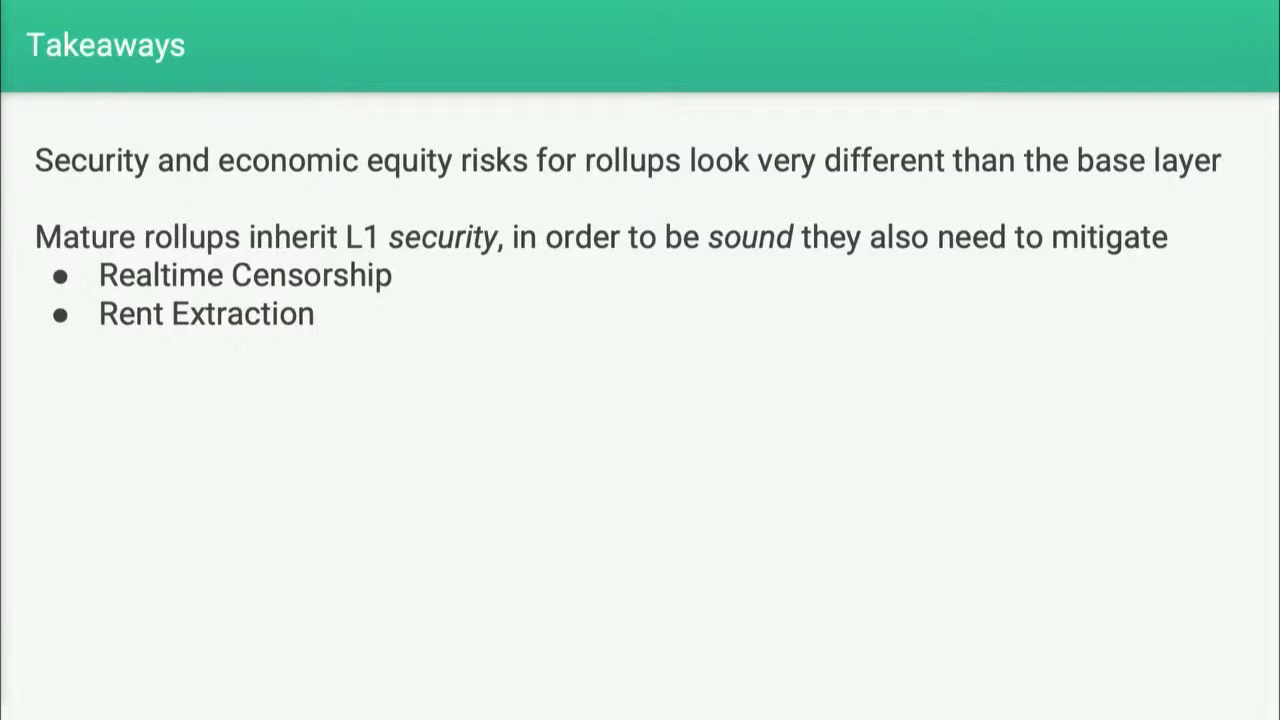 Takeaways
Security and economic equity risks for rollups look very different than the base layer
Mature rollups inherit L1 security, in order to be sound they also need to mitigate
● Realtime Censorship
● Rent Extraction